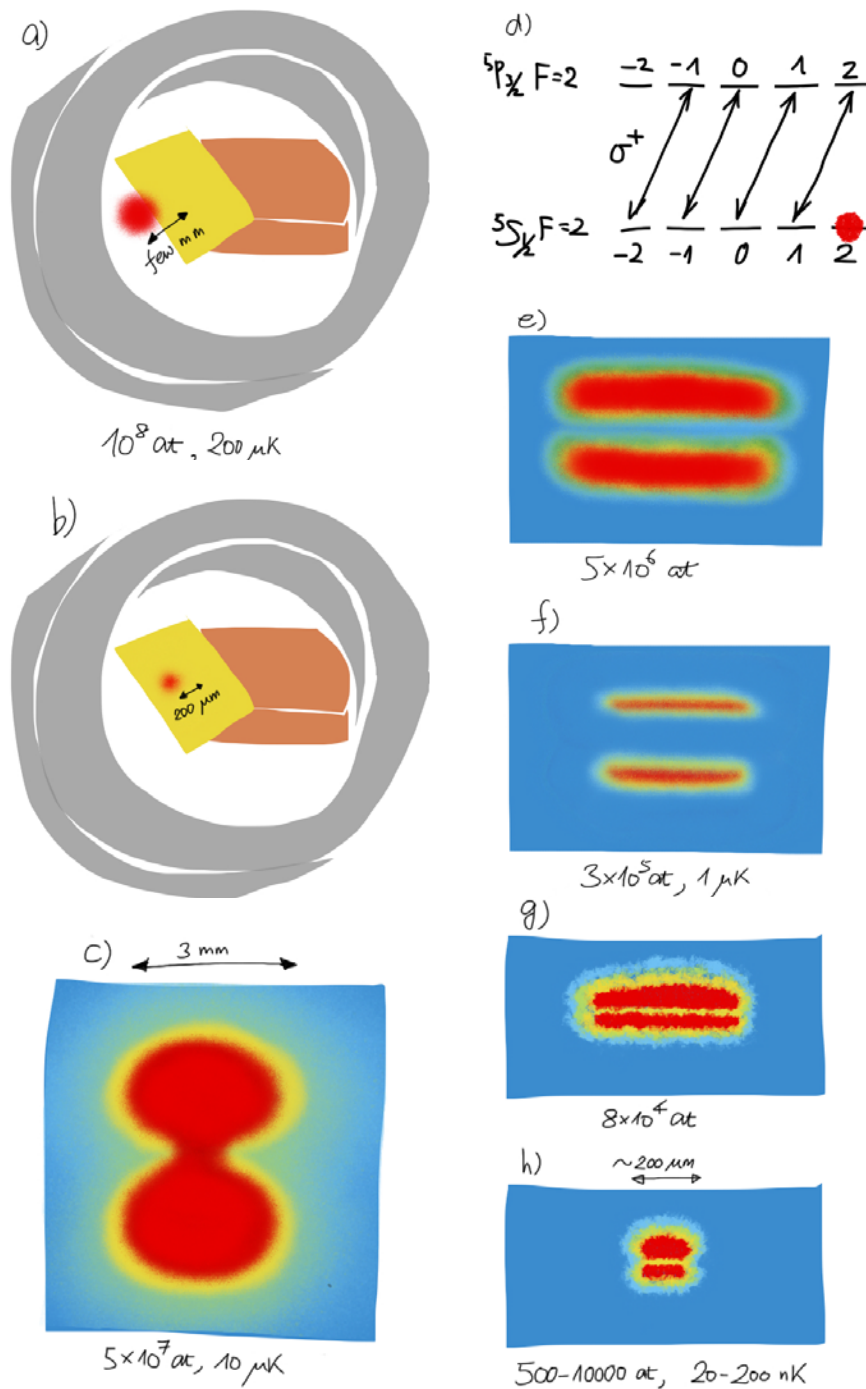 a)
few mm
10⁸ at, 200 μK
b)
200 μm
c)
3 mm
5×10⁷ at, 10 μK
d)
-2 -1 0 1 2
⁵P₃/₂ F=2
σ⁺
⁵S₁/₂ F=2
-2 -1 0 1 2
e)
5×10⁶ at
f)
3×10⁵ at, 1 μK
g)
8×10⁴ at
h)
~200 μm
500-10000 at, 20-200 nK